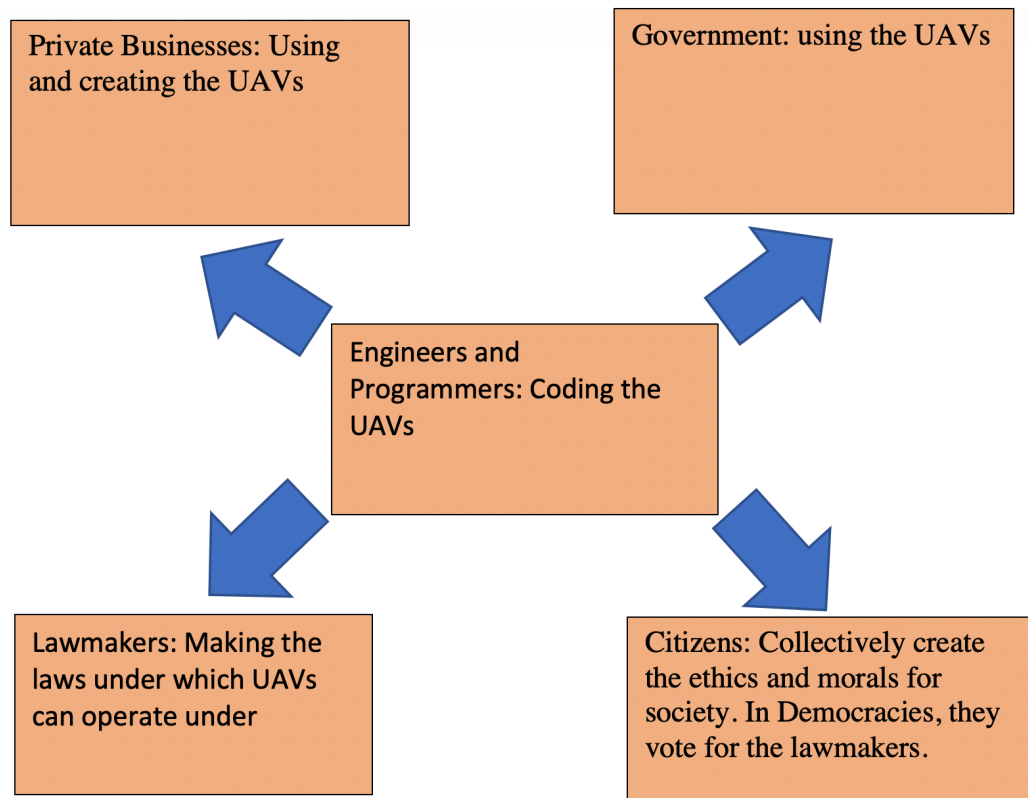 Private Businesses: Using
and creating the UAVs
Government: using the UAVs
Engineers and
Programmers: Coding the
UAVs
Lawmakers: Making the
laws under which UAVs
can operate under
Citizens: Collectively create
the ethics and morals for
society. In Democracies, they
vote for the lawmakers.